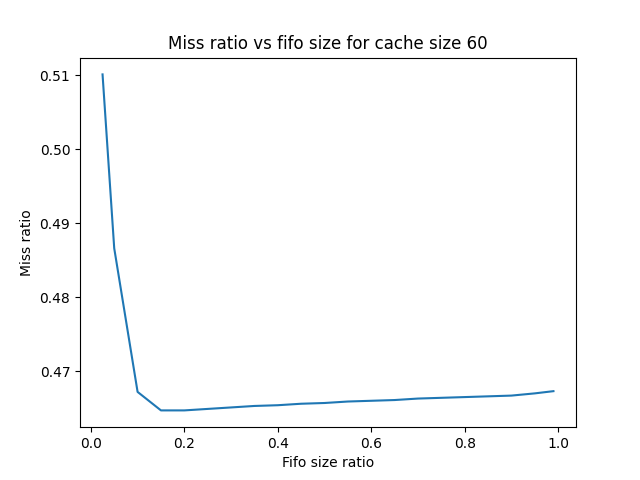 Miss ratio vs fifo size for cache size 60
0.51
0.50
0.49
0.48
0.47
Miss ratio
0.0 0.2 0.4 0.6 0.8 1.0
Fifo size ratio